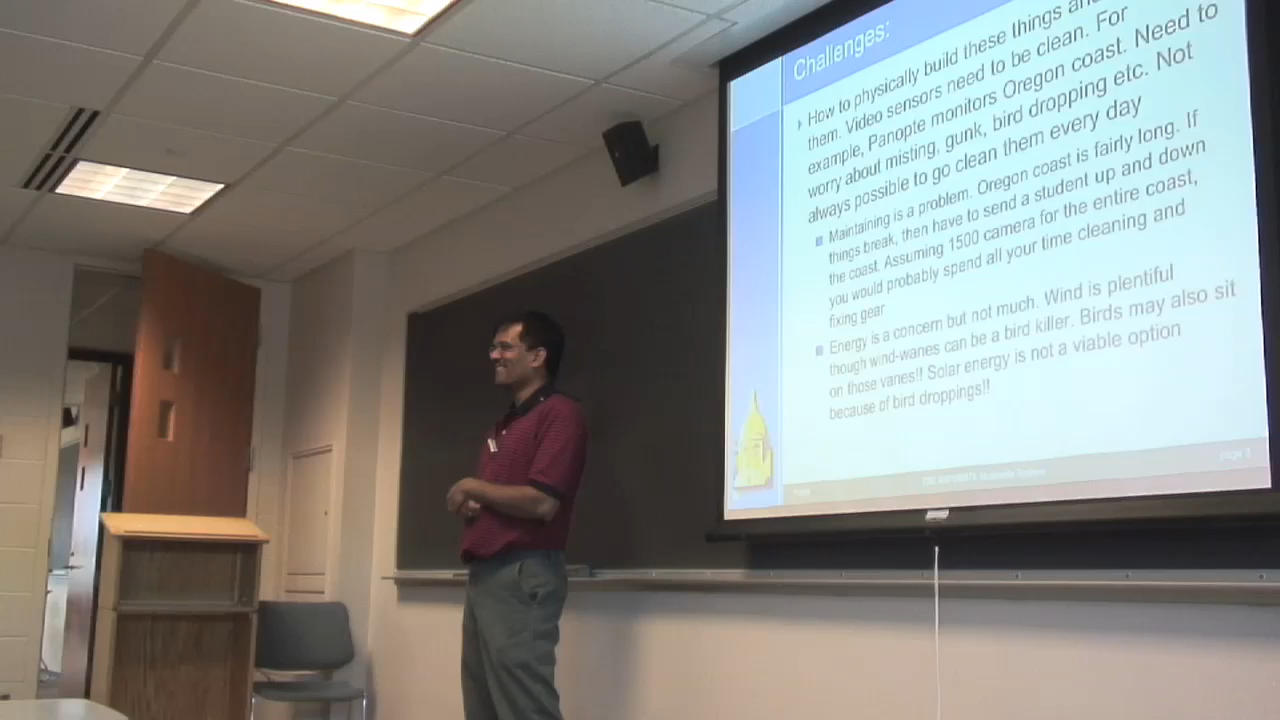 Challenges:
How to physically build these things and
them. Video sensors need to be clean. For
example, Panopte monitors Oregon coast. Need to
worry about misting, gunk, bird dropping etc. Not
always possible to go clean them every day
Maintaining is a problem. Oregon coast is fairly long. If
things break, then have to send a student up and down
the coast. Assuming 1500 camera for the entire coast,
you would probably spend all your time cleaning and
fixing gear
Energy is a concern but not much. Wind is plentiful
though wind-wanes can be a bird killer. Birds may also sit
on those vanes!! Solar energy is not a viable option
because of bird droppings!!
page